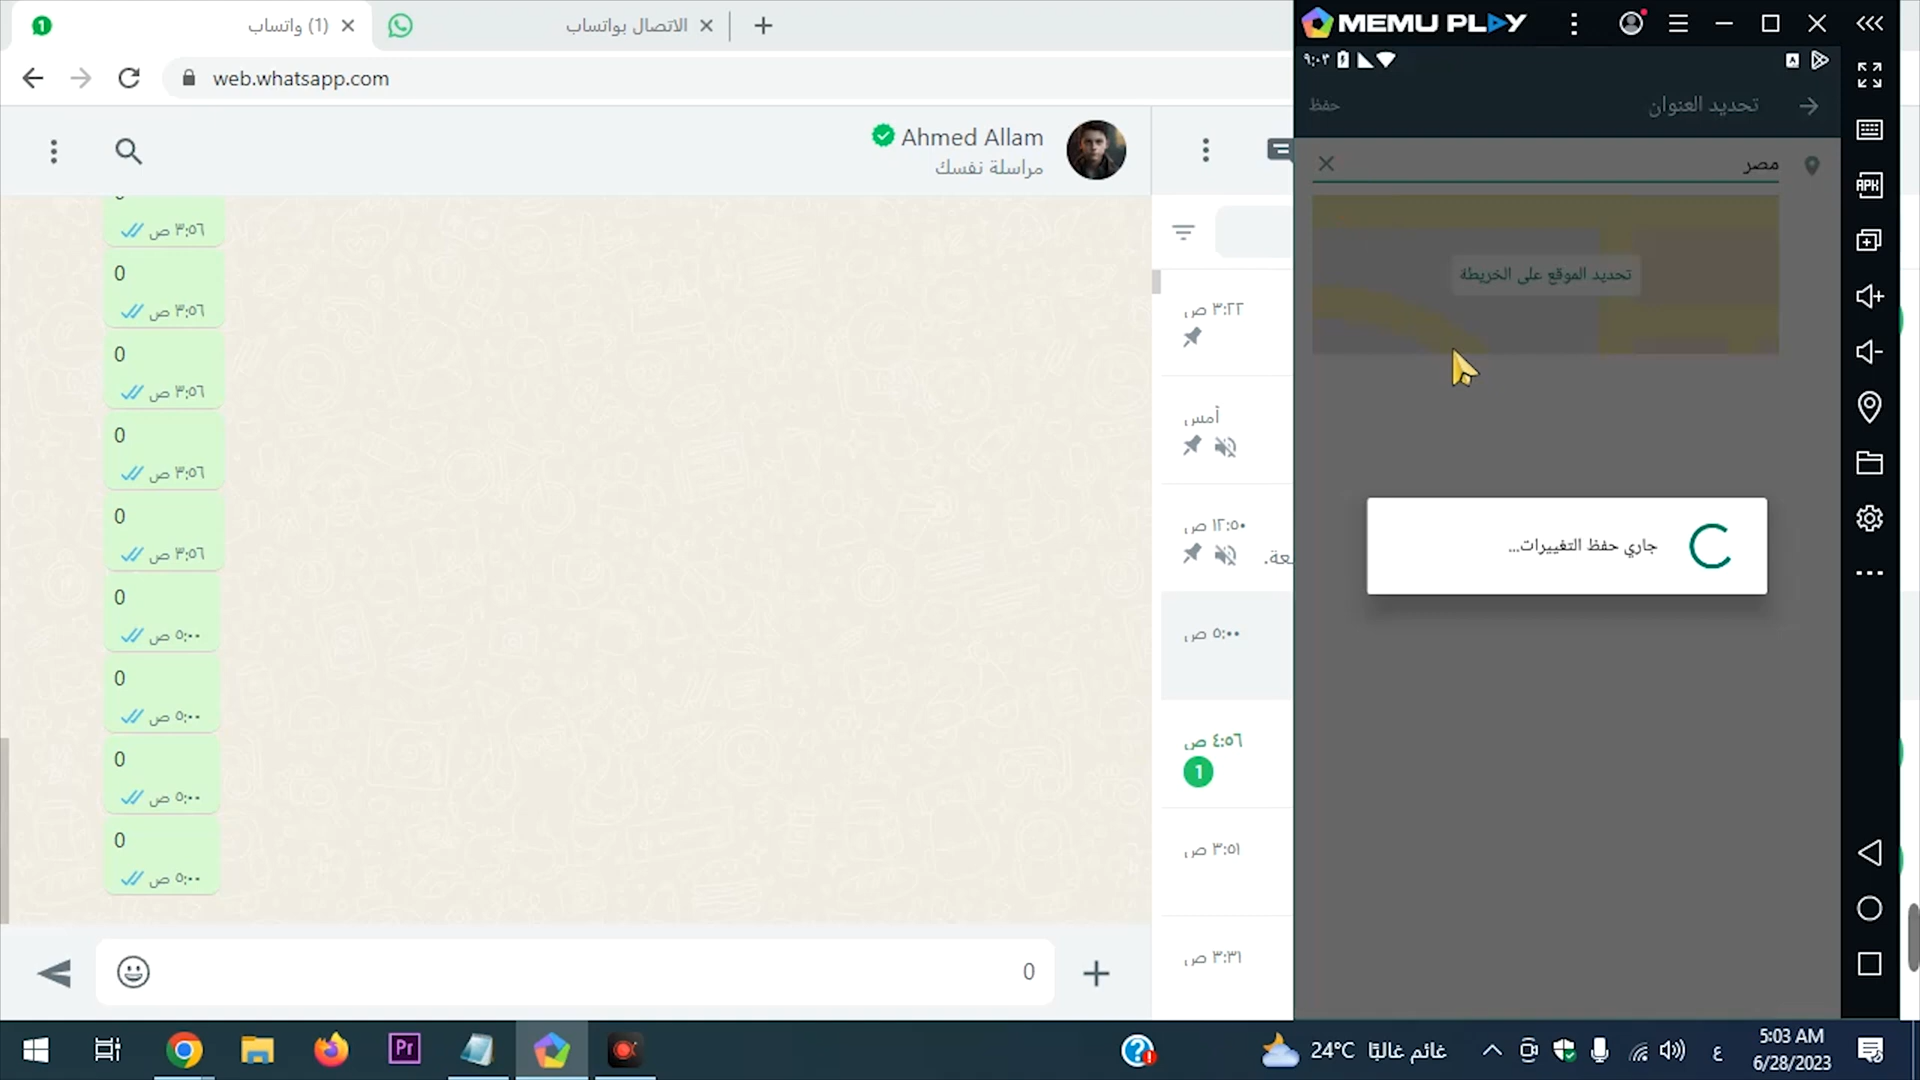 (1) واتساب
الاتصال بواتساب
web.whatsapp.com
Ahmed Allam
مراسلة نفسك
٣:٥٦ ص
0
٣:٥٦ ص
0
٣:٥٦ ص
0
٣:٥٦ ص
0
٣:٥٦ ص
0
٥:٠٠ ص
0
٥:٠٠ ص
0
٥:٠٠ ص
0
٥:٠٠ ص
0
٣:٢٢ ص
أمس
١٢:٥٠ ص
٥:٠٠ ص
٤:٥٦ ص
1
٣:٥١ ص
٣:٣١ ص
MEMU PLAY
٩:٠٣
تحديد العنوان
حفظ
مصر
تحديد الموقع على الخريطة
جاري حفظ التغييرات...
APK
Pr
24°C غائم غالبًا
ع
5:03 AM
6/28/2023